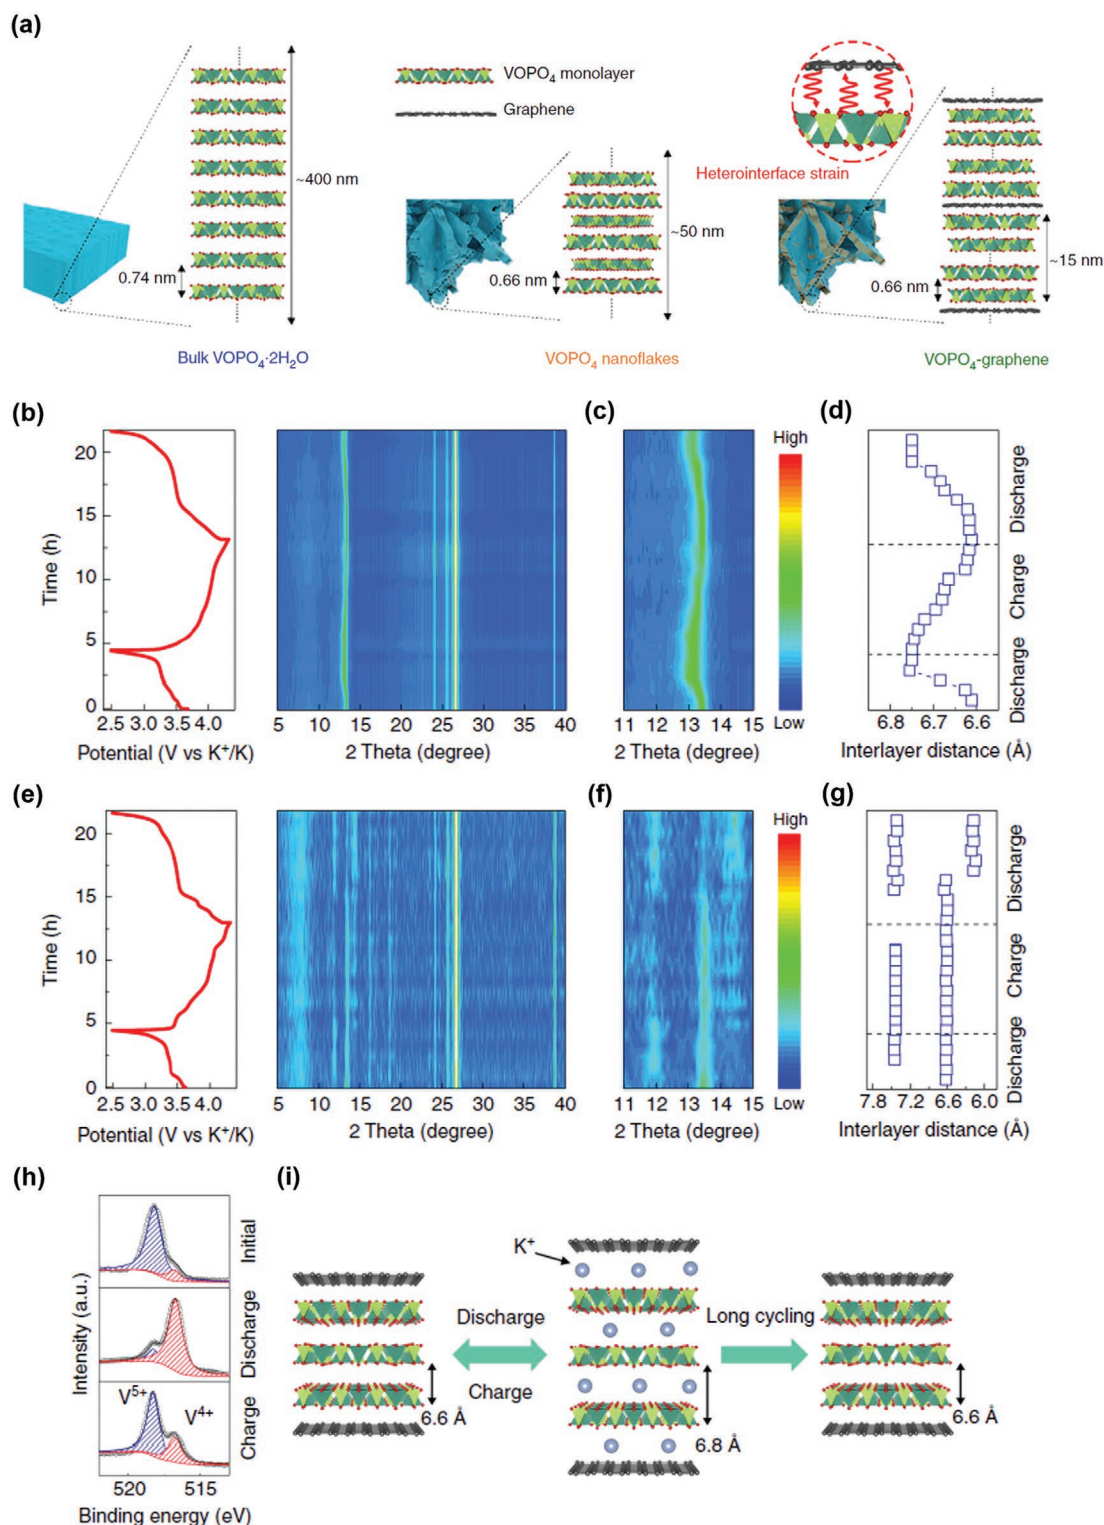 (a)
VOPO4 monolayer
Graphene
~400 nm
0.74 nm
Bulk VOPO4·2H2O
~50 nm
0.66 nm
VOPO4 nanoflakes
Heterointerface strain
~15 nm
0.66 nm
VOPO4-graphene
(b)
(c)
(d)
20
15
10
5
0
Time (h)
2.5 3.0 3.5 4.0
Potential (V vs K+/K)
5 10 15 20 25 30 35 40
2 Theta (degree)
11 12 13 14 15
2 Theta (degree)
High
Low
6.8 6.7 6.6
Interlayer distance (Å)
Discharge
Charge
Discharge
(e)
(f)
(g)
20
15
10
5
0
Time (h)
2.5 3.0 3.5 4.0
Potential (V vs K+/K)
5 10 15 20 25 30 35 40
2 Theta (degree)
11 12 13 14 15
2 Theta (degree)
High
Low
7.8 7.2 6.6 6.0
Interlayer distance (Å)
Discharge
Charge
Discharge
(h)
Intensity (a.u.)
Initial
Discharge
Charge
V5+
V4+
520 515
Binding energy (eV)
(i)
K+
Discharge
Charge
Long cycling
6.6 Å
6.8 Å
6.6 Å